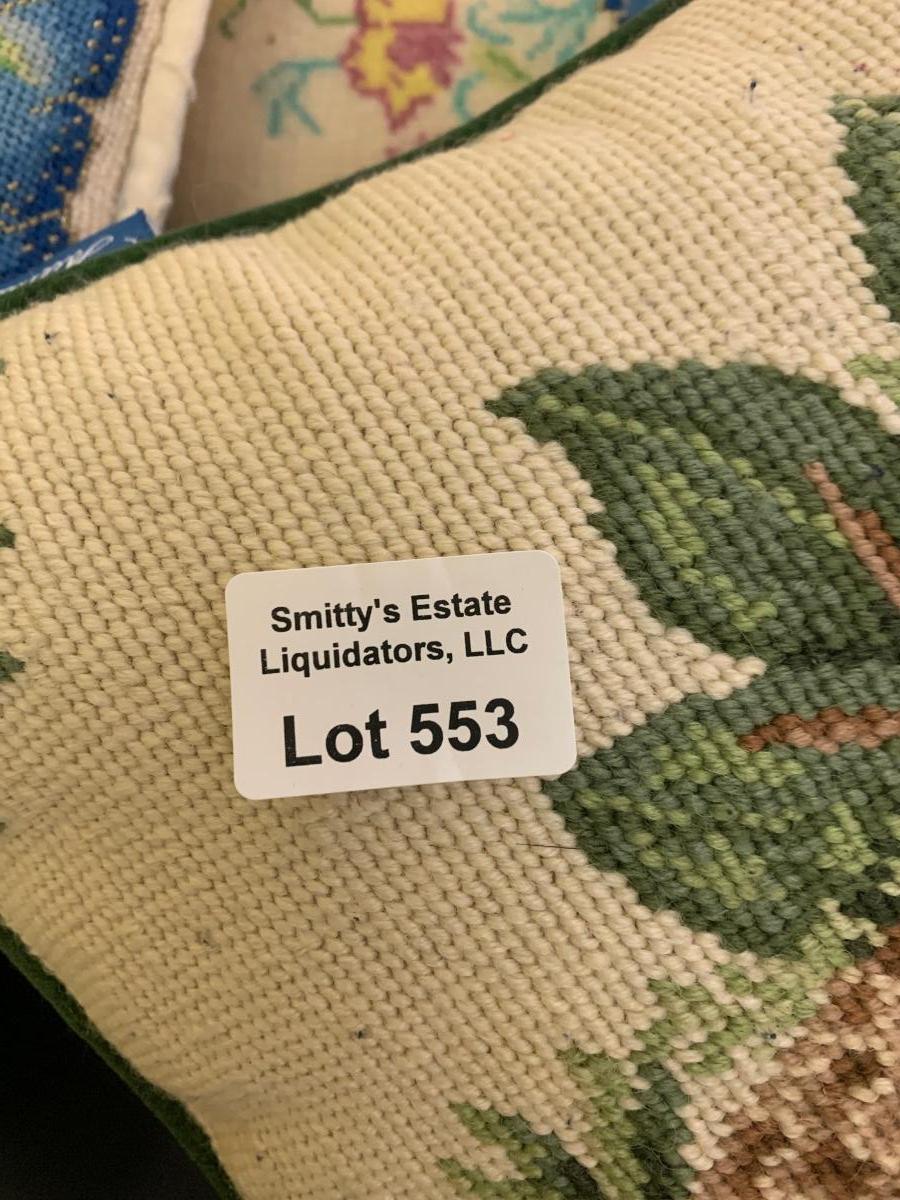 Smitty's Estate
Liquidators, LLC
Lot 553